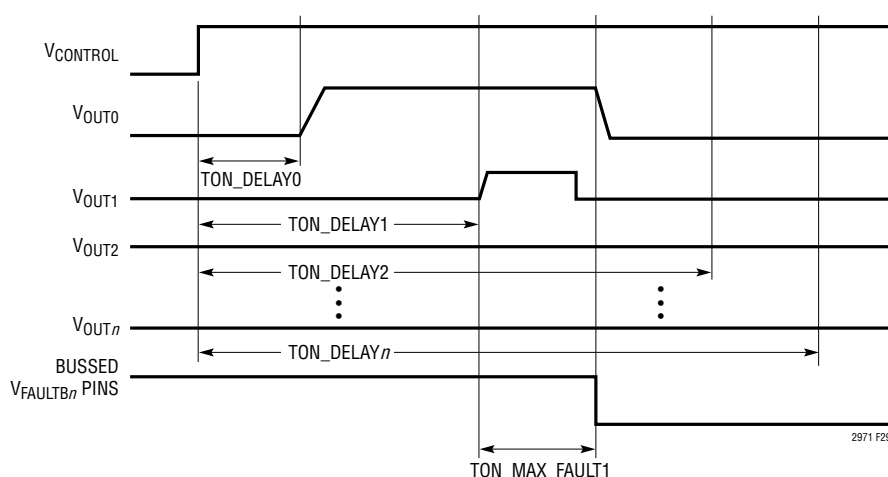 VCONTROL
VOUT0
TON_DELAY0
VOUT1
TON_DELAY1
VOUT2
TON_DELAY2
VOUTn
TON_DELAYn
BUSSED
VFAULTBn PINS
2971 F29
TON_MAX_FAULT1